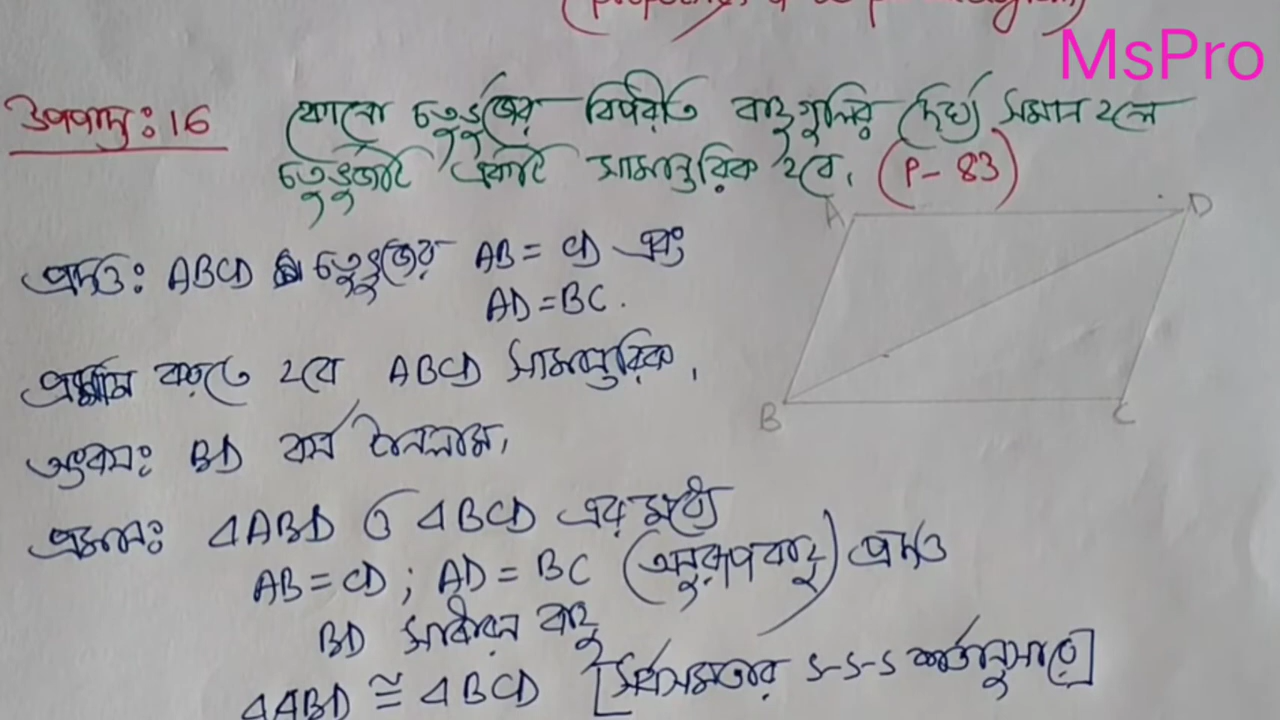 MsPro
উপপাদ্য: 16 কোনো চতুর্ভুজের বিপরীত বাহুগুলির দৈর্ঘ্য সমান হলে
চতুর্ভুজটি একটি সামান্তরিক হবে। (P-83)
A D
প্রদত্ত: ABCD চতুর্ভুজের AB = CD এবং
AD = BC.
প্রমাণ করতে হবে ABCD সামান্তরিক।
B C
অংকন: BD কর্ণ টানলাম।
প্রমাণ: ΔABD ও ΔBCD এর মধ্যে
AB = CD ; AD = BC (অনুরূপ বাহু) প্রদত্ত
BD সাধারন বাহু
ΔABD ≅ ΔBCD [সর্বসমতার S-S-S শর্তানুসারে]